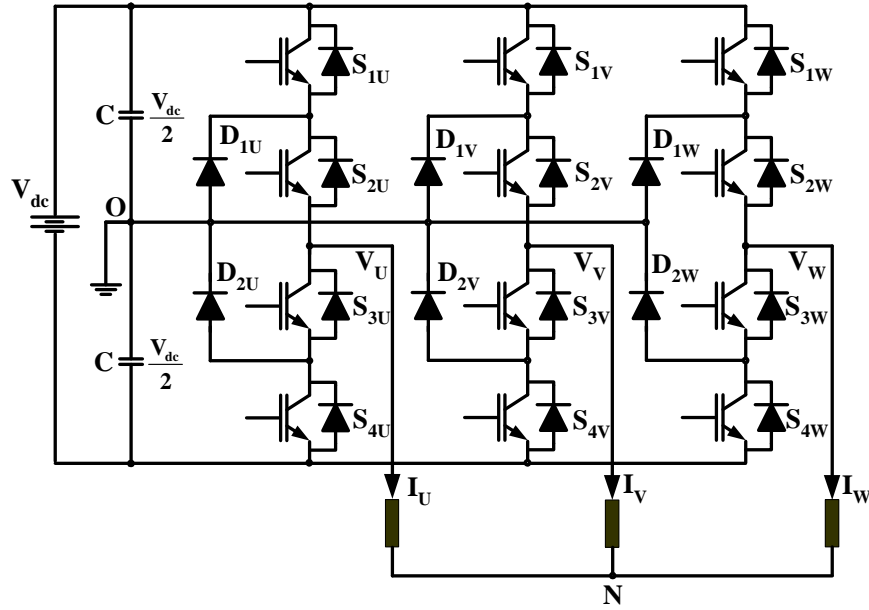 S1U
S1V
S1W
C
Vdc/2
D1U
D1V
D1W
S2U
S2V
S2W
Vdc
O
VU
VV
VW
D2U
D2V
D2W
S3U
S3V
S3W
C
Vdc/2
S4U
S4V
S4W
IU
IV
IW
N